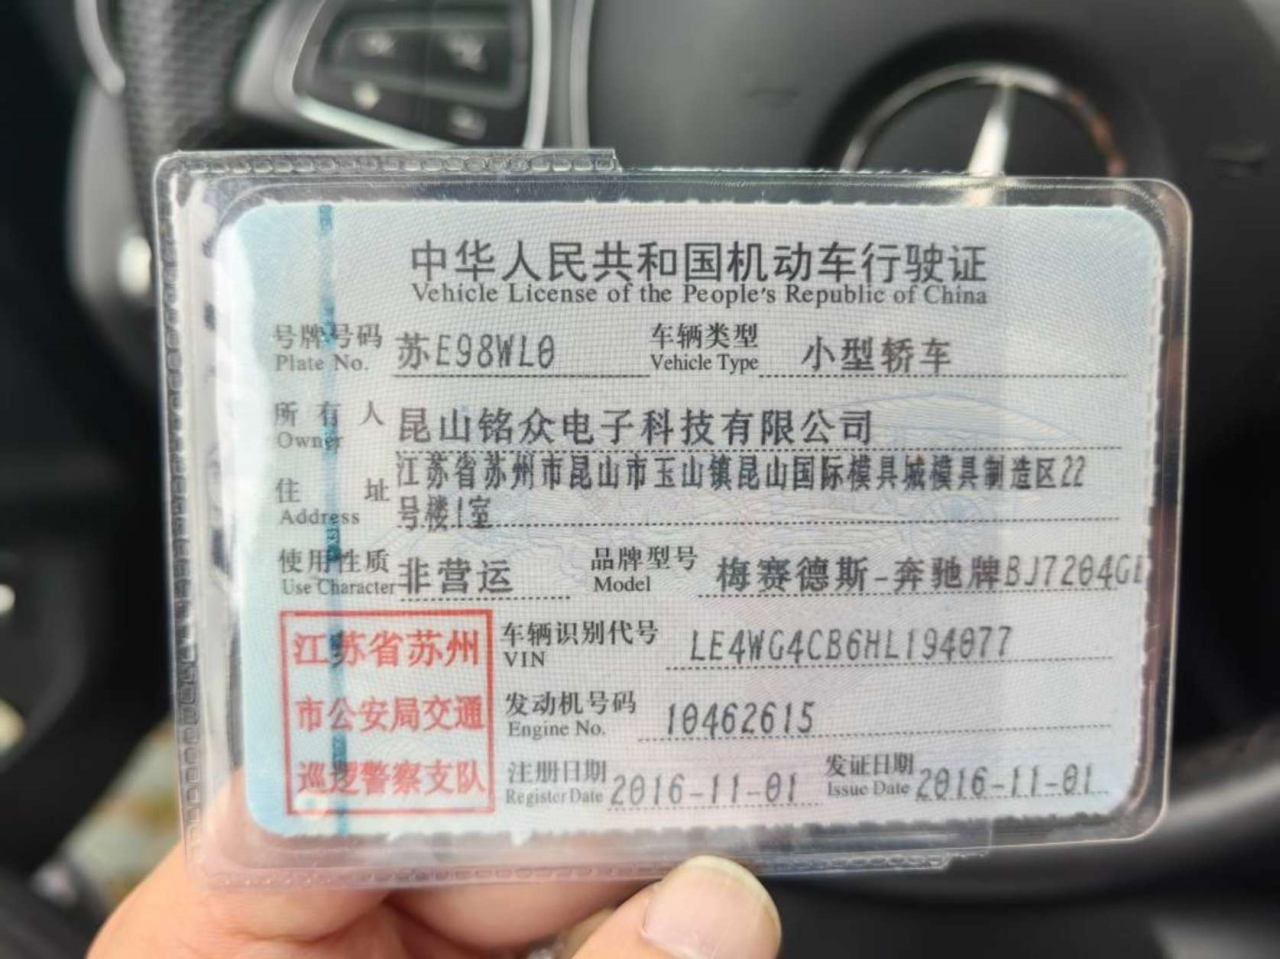 中华人民共和国机动车行驶证
Vehicle License of the People's Republic of China
号牌号码 苏E98WL0 车辆类型 小型轿车
Plate No. Vehicle Type
所有人 昆山铭众电子科技有限公司
Owner
住址 江苏省苏州市昆山市玉山镇昆山国际模具城模具制造区22
Address 号楼1室
使用性质 非营运 品牌型号 梅赛德斯-奔驰牌BJ7204GE
Use Character Model
江苏省苏州 车辆识别代号 LE4WG4CB6HL194077
VIN
市公安局交通 发动机号码 10462615
Engine No.
巡逻警察支队 注册日期 2016-11-01 发证日期 2016-11-01
Register Date Issue Date